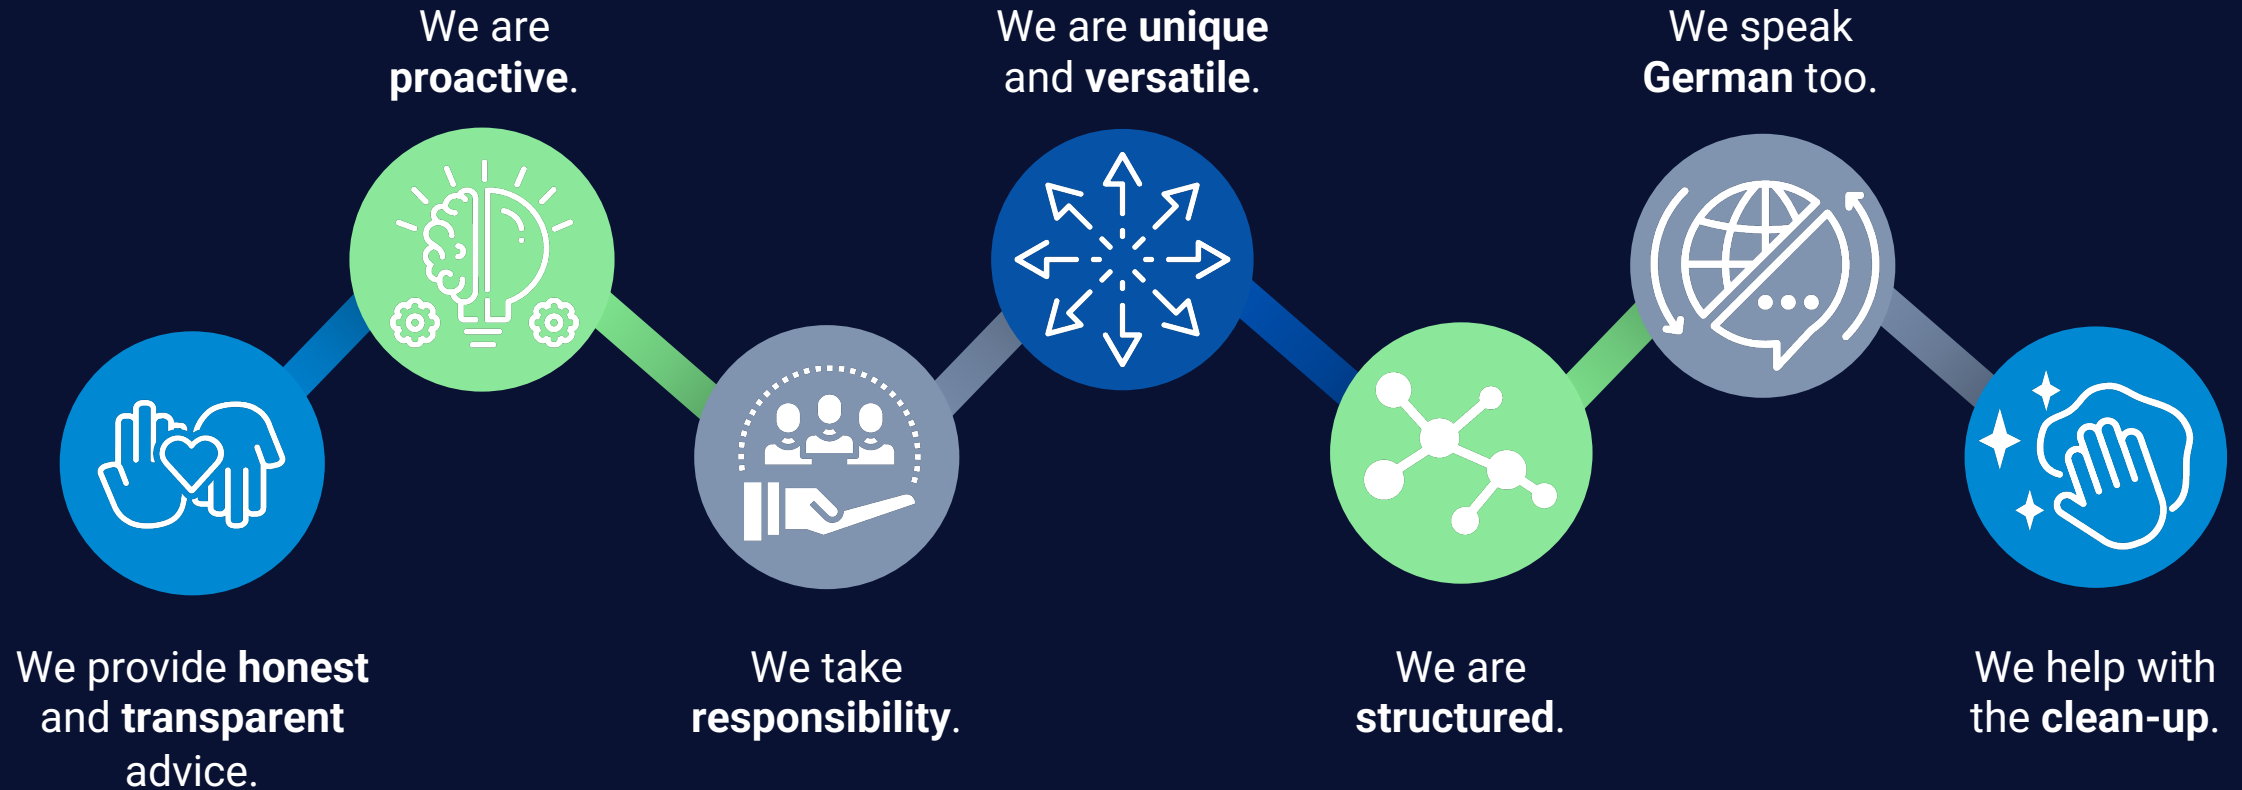 We provide honest
and transparent
advice.
We are
proactive.
We take
responsibility.
We are unique
and versatile.
We are
structured.
We speak
German too.
We help with
the clean-up.